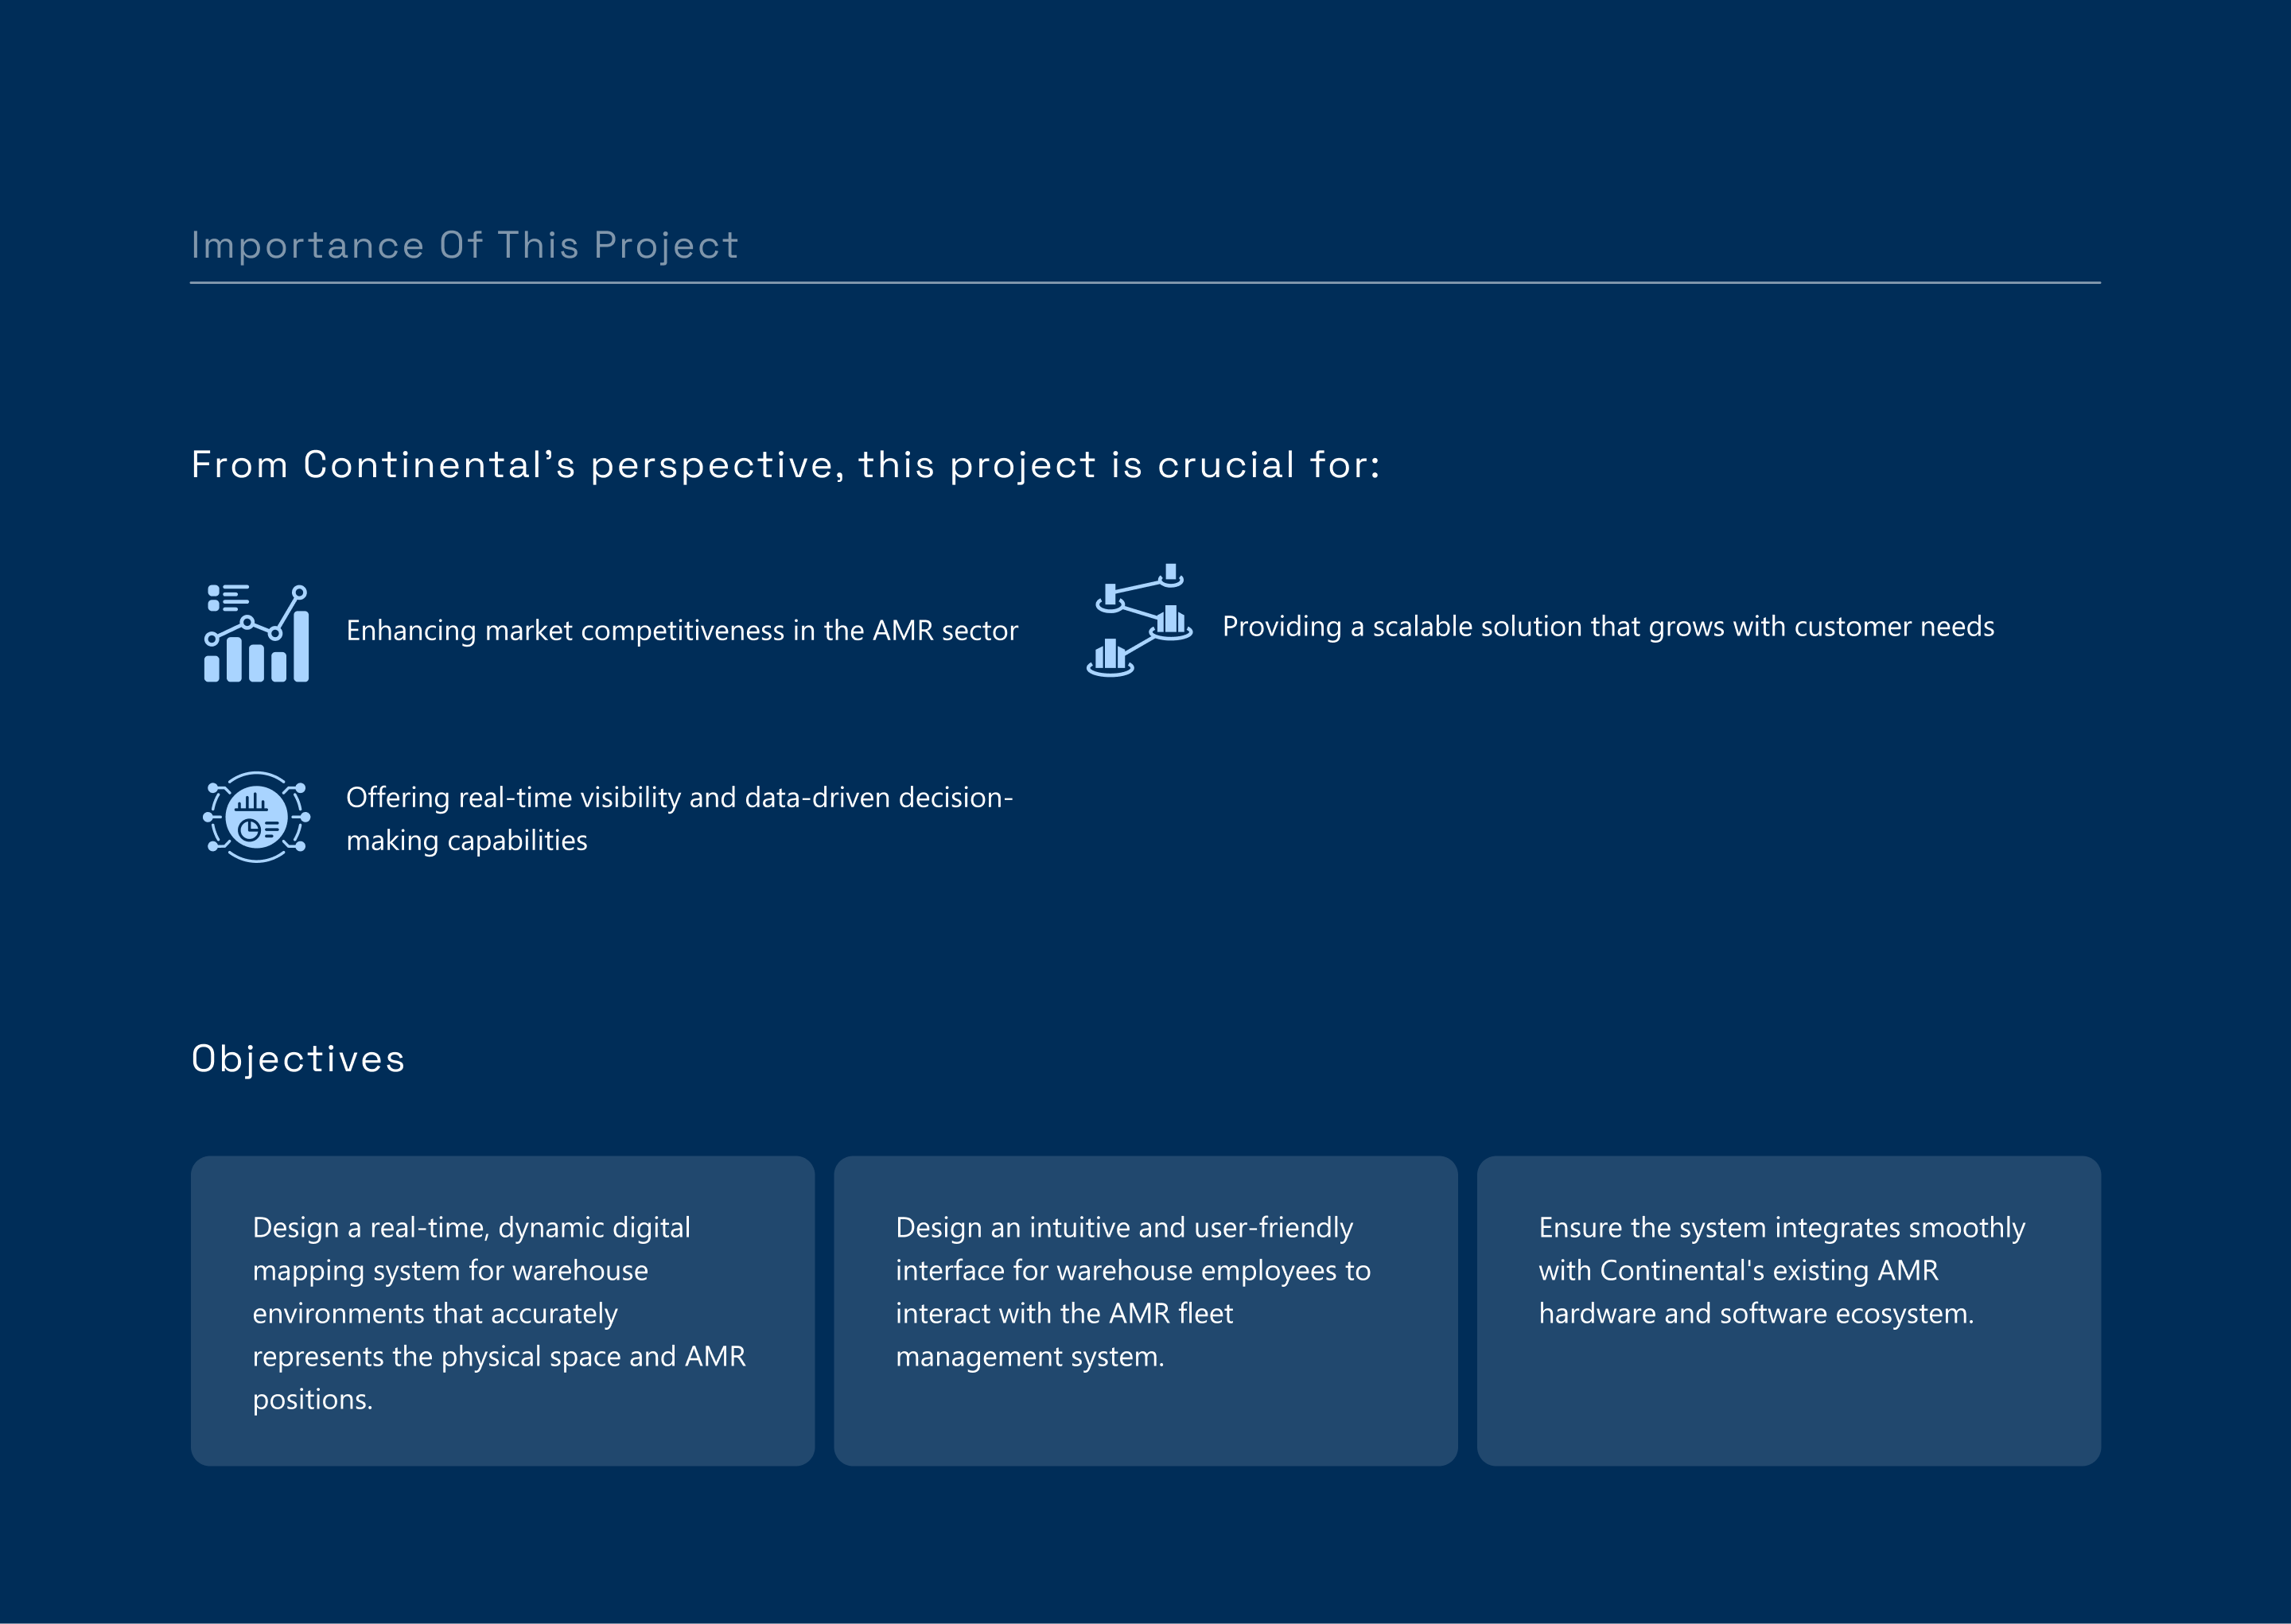 Importance Of This Project
From Continental's perspective, this project is crucial for:
Enhancing market competitiveness in the AMR sector
Providing a scalable solution that grows with customer needs
Offering real-time visibility and data-driven decision-
making capabilities
Objectives
Design a real-time, dynamic digital
mapping system for warehouse
environments that accurately
represents the physical space and AMR
positions.
Design an intuitive and user-friendly
interface for warehouse employees to
interact with the AMR fleet
management system.
Ensure the system integrates smoothly
with Continental's existing AMR
hardware and software ecosystem.